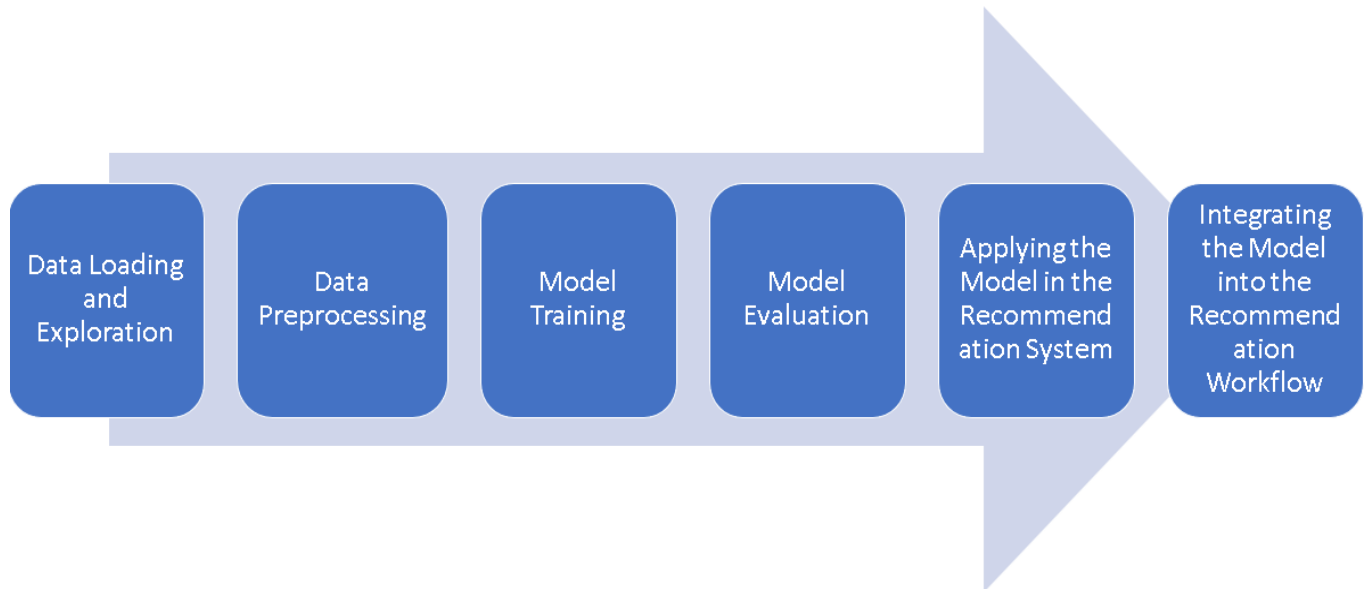 Data Loading
and
Exploration
Data
Preprocessing
Model
Training
Model
Evaluation
Applying the
Model in the
Recommend
ation System
Integrating
the Model
into the
Recommend
ation
Workflow